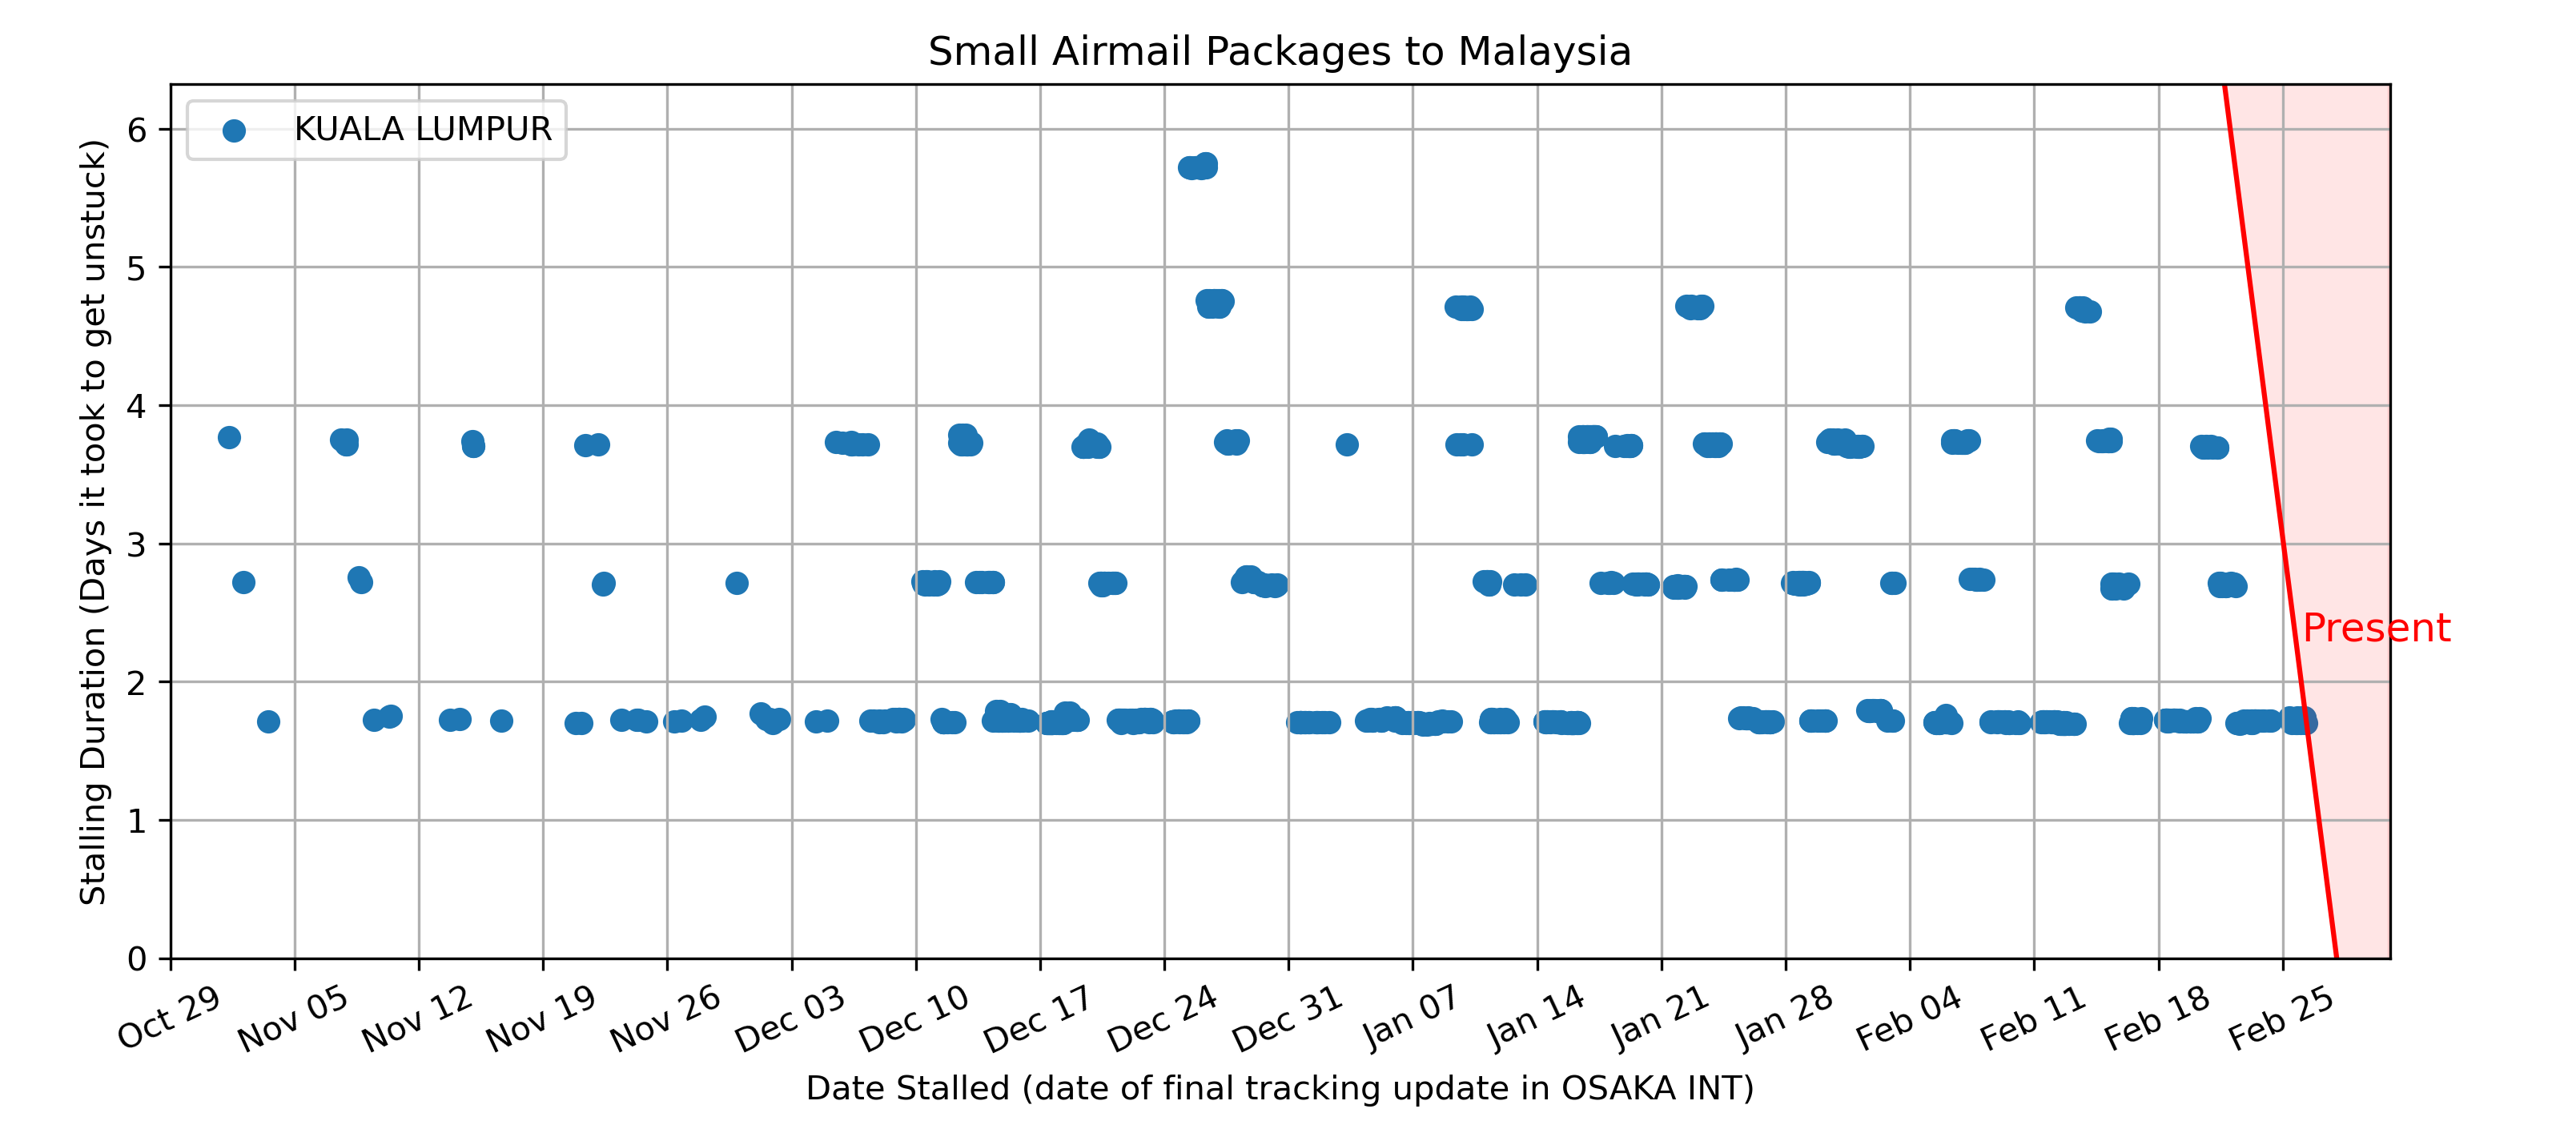 Small Airmail Packages to Malaysia
KUALA LUMPUR
Stalling Duration (Days it took to get unstuck)
6
5
4
3
2
1
0
Present
Oct 29
Nov 05
Nov 12
Nov 19
Nov 26
Dec 03
Dec 10
Dec 17
Dec 24
Dec 31
Jan 07
Jan 14
Jan 21
Jan 28
Feb 04
Feb 11
Feb 18
Feb 25
Date Stalled (date of final tracking update in OSAKA INT)